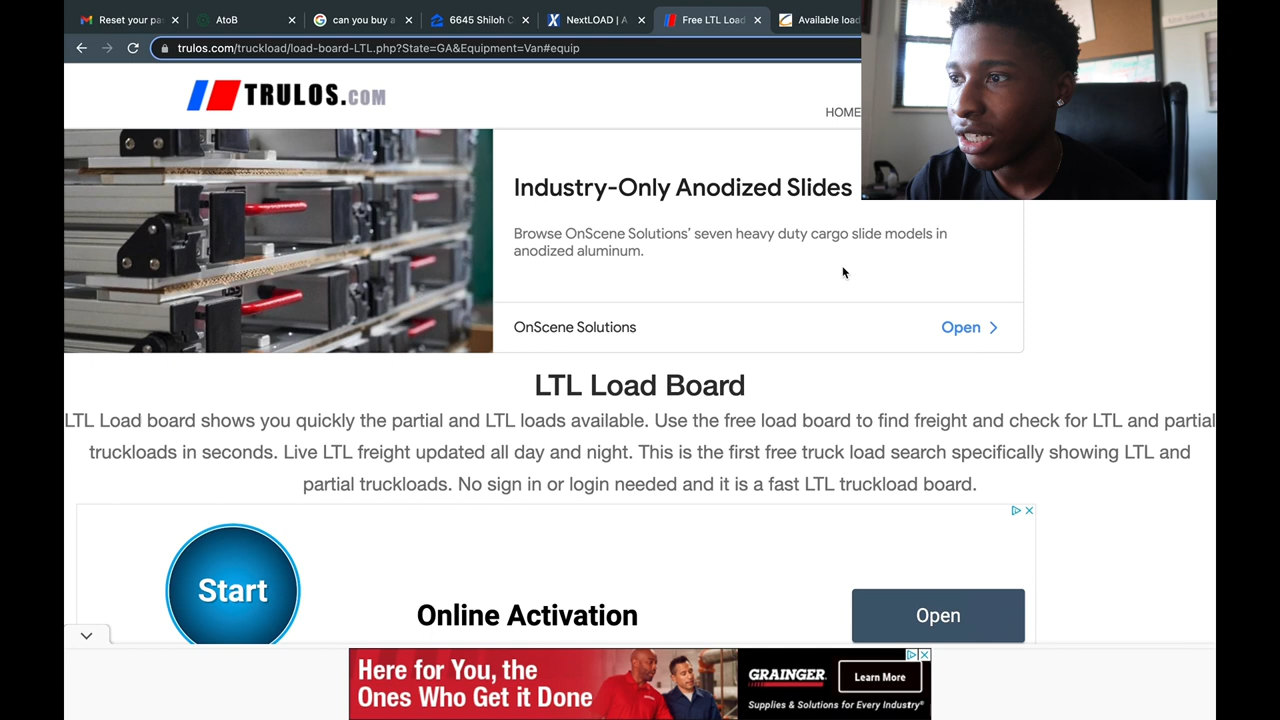 Reset your pa
AtoB
can you buy a
6645 Shiloh C
NextLOAD | A
Free LTL Load
Available load
trulos.com/truckload/load-board-LTL.php?State=GA&Equipment=Van#equip
TRULOS.COM
HOME
Industry-Only Anodized Slides
Browse OnScene Solutions’ seven heavy duty cargo slide models in
anodized aluminum.
OnScene Solutions
Open
LTL Load Board
LTL Load board shows you quickly the partial and LTL loads available. Use the free load board to find freight and check for LTL and partial
truckloads in seconds. Live LTL freight updated all day and night. This is the first free truck load search specifically showing LTL and
partial truckloads. No sign in or login needed and it is a fast LTL truckload board.
Start
Online Activation
Open
Here for You, the
Ones Who Get it Done
GRAINGER
Learn More
Supplies & Solutions for Every Industry®